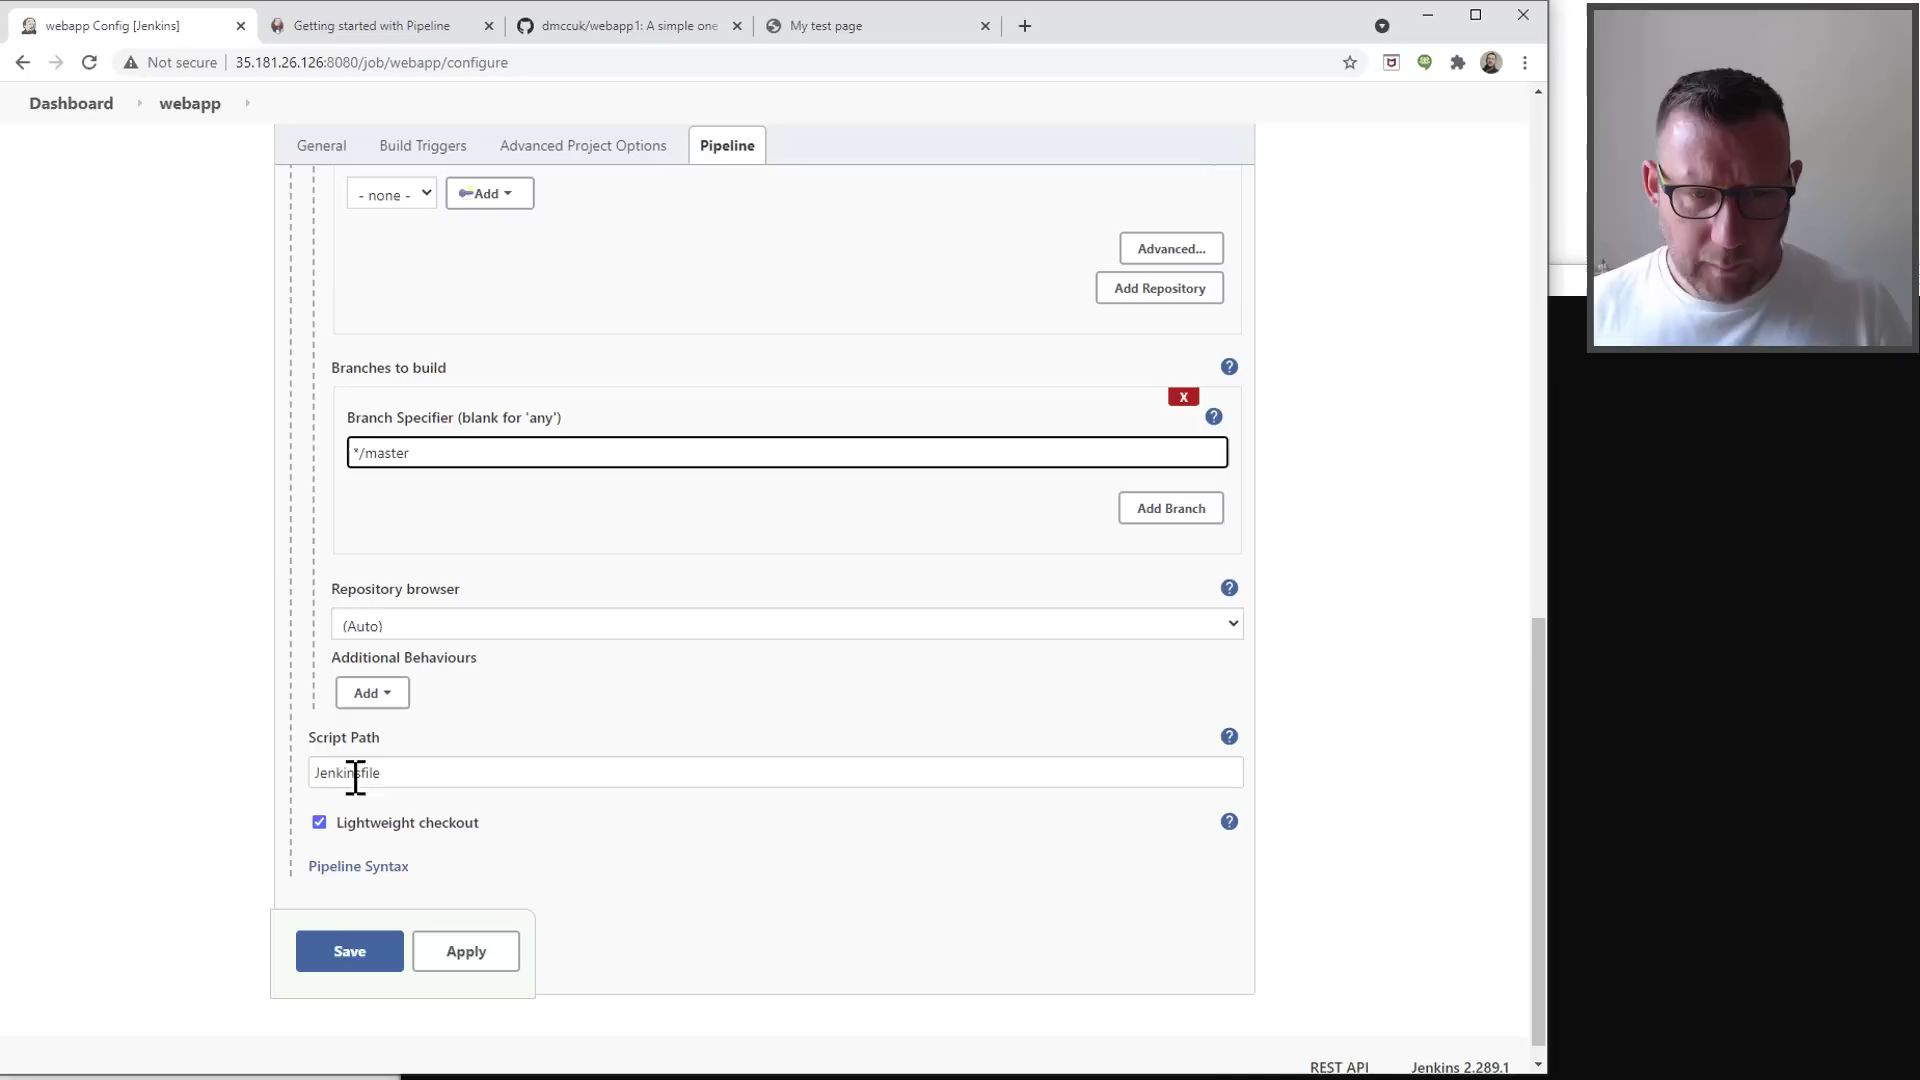 webapp Config [Jenkins]
Getting started with Pipeline
dmccuk/webapp1: A simple one
My test page
Not secure
35.181.26.126:8080/job/webapp/configure
Dashboard
webapp
General
Build Triggers
Advanced Project Options
Pipeline
- none -
Add
Advanced...
Add Repository
Branches to build
X
Branch Specifier (blank for 'any')
*/master
Add Branch
Repository browser
(Auto)
Additional Behaviours
Add
Script Path
Jenkinsfile
Lightweight checkout
Pipeline Syntax
Save
Apply
REST API
Jenkins 2.289.1